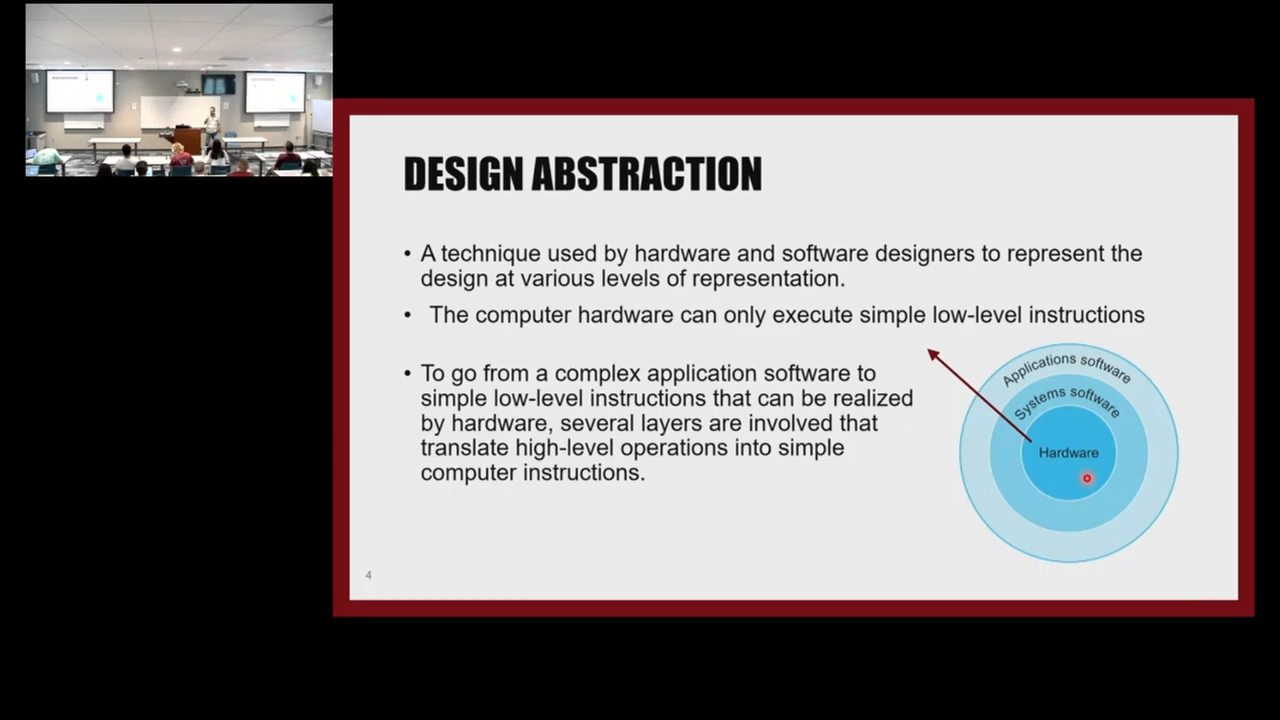 DESIGN ABSTRACTION
• A technique used by hardware and software designers to represent the
design at various levels of representation.
• The computer hardware can only execute simple low-level instructions
• To go from a complex application software to
simple low-level instructions that can be realized
by hardware, several layers are involved that
translate high-level operations into simple
computer instructions.
Applications software
Systems software
Hardware
4